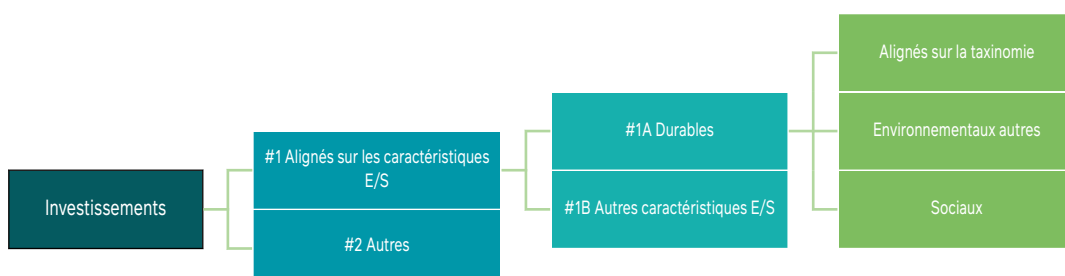 Investissements
#1 Alignés sur les caractéristiques
E/S
#2 Autres
#1A Durables
#1B Autres caractéristiques E/S
Alignés sur la taxinomie
Environnementaux autres
Sociaux